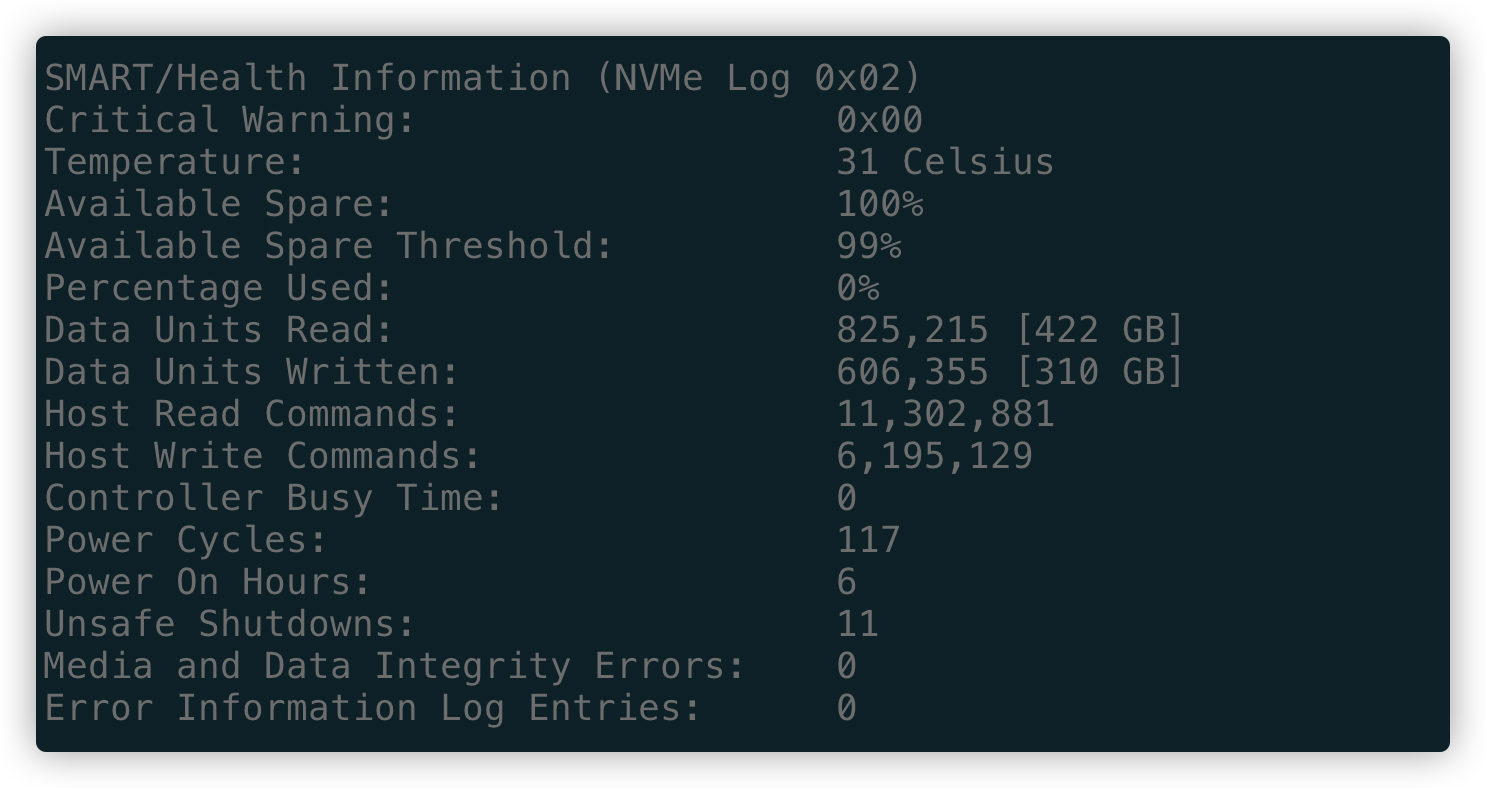 SMART/Health Information (NVMe Log 0x02)
Critical Warning: 0x00
Temperature: 31 Celsius
Available Spare: 100%
Available Spare Threshold: 99%
Percentage Used: 0%
Data Units Read: 825,215 [422 GB]
Data Units Written: 606,355 [310 GB]
Host Read Commands: 11,302,881
Host Write Commands: 6,195,129
Controller Busy Time: 0
Power Cycles: 117
Power On Hours: 6
Unsafe Shutdowns: 11
Media and Data Integrity Errors: 0
Error Information Log Entries: 0